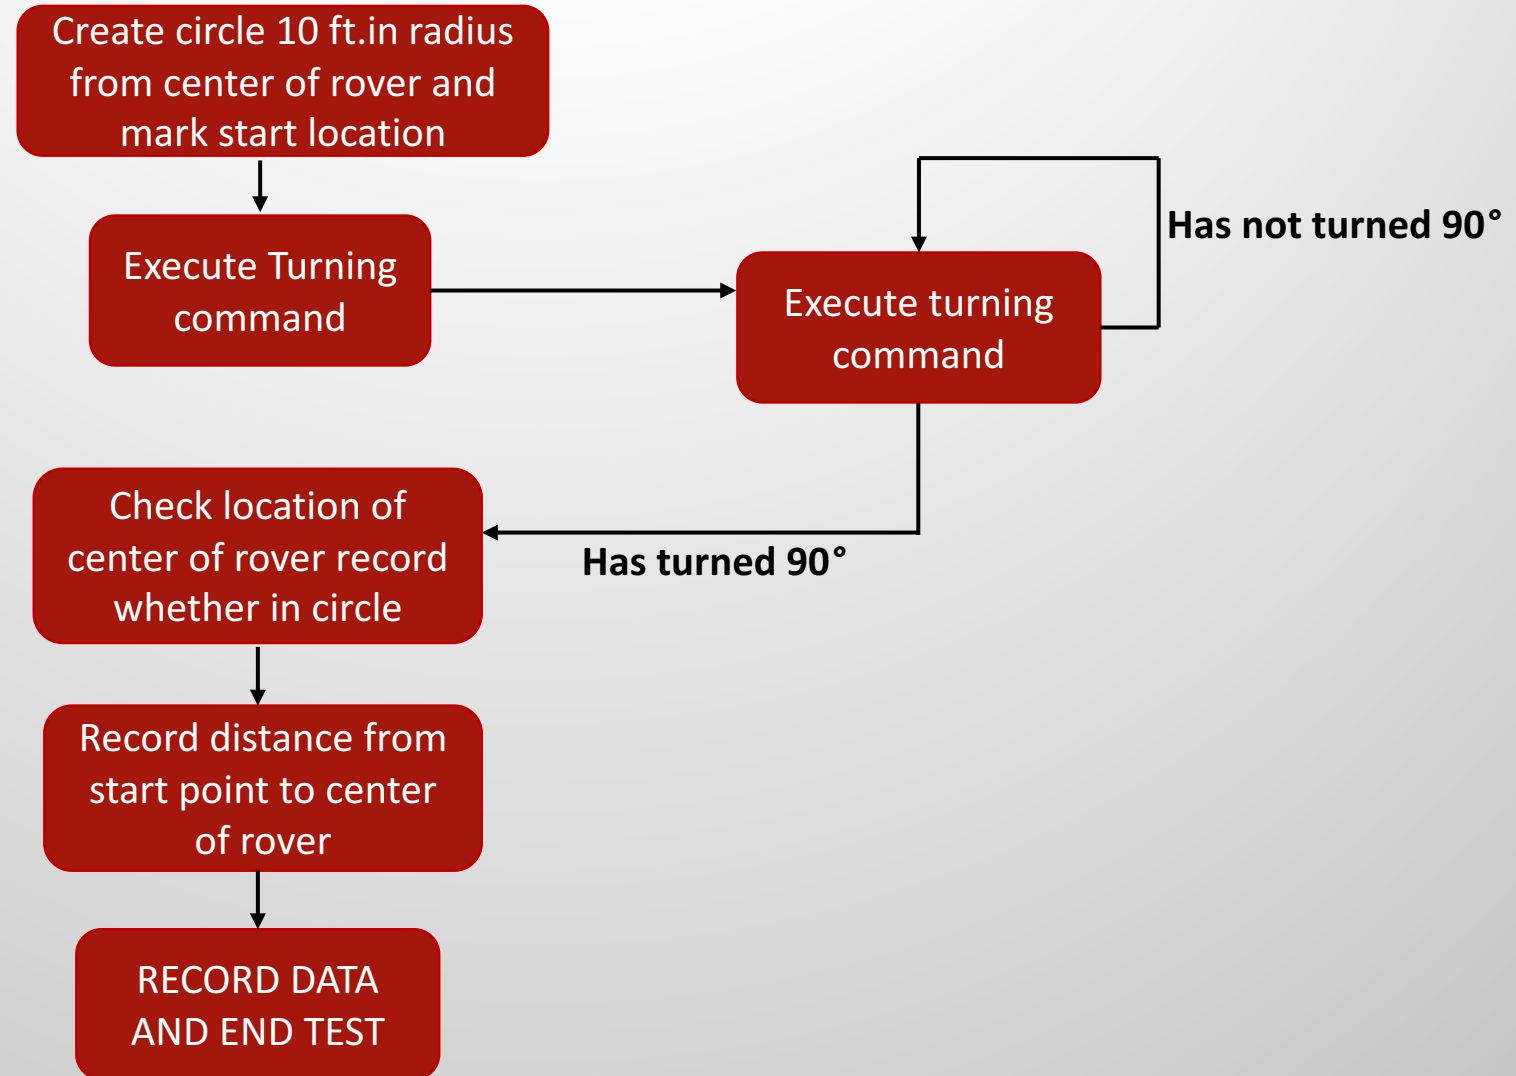 Create circle 10 ft.in radius
from center of rover and
mark start location
Execute Turning
command
Has not turned 90°
Execute turning
command
Has turned 90°
Check location of
center of rover record
whether in circle
Record distance from
start point to center
of rover
RECORD DATA
AND END TEST